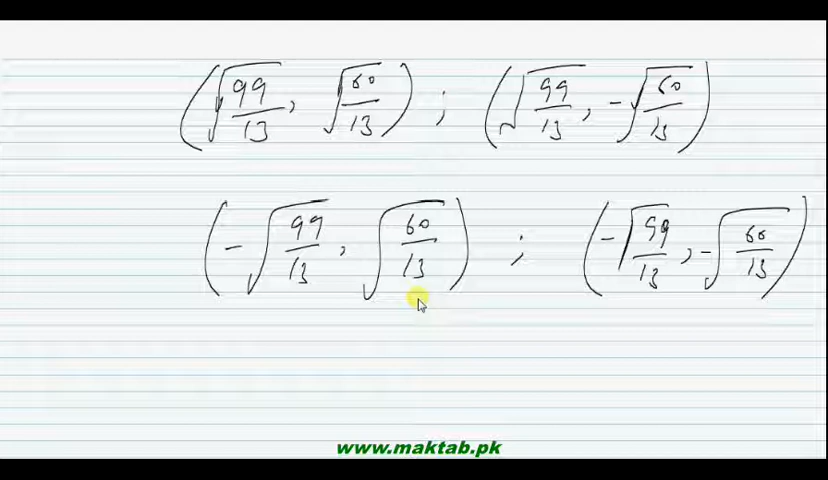 (√99/13, √60/13) ; (√99/13, -√60/13)
(-√99/13, √60/13) ; (-√99/13, -√60/13)
www.maktab.pk